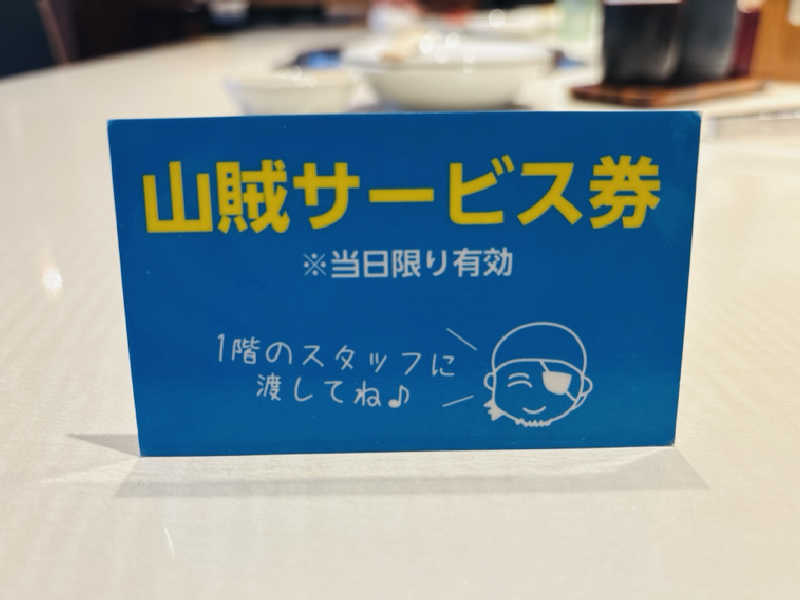 山賊サービス券
※当日限り有効
1階のスタッフに
渡してね♪